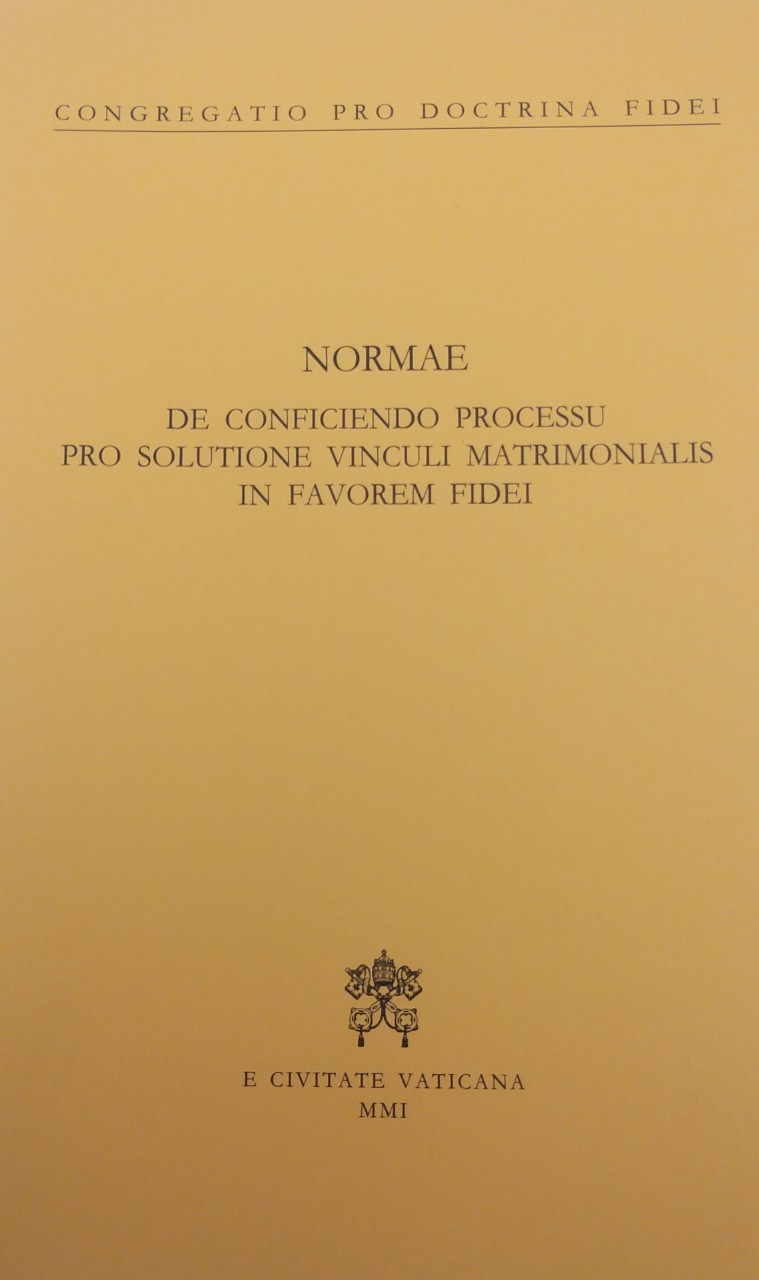 CONGREGATIO PRO DOCTRINA FIDEI
NORMAE
DE CONFICIENDO PROCESSU
PRO SOLUTIONE VINCULI MATRIMONIALIS
IN FAVOREM FIDEI
E CIVITATE VATICANA
MMI